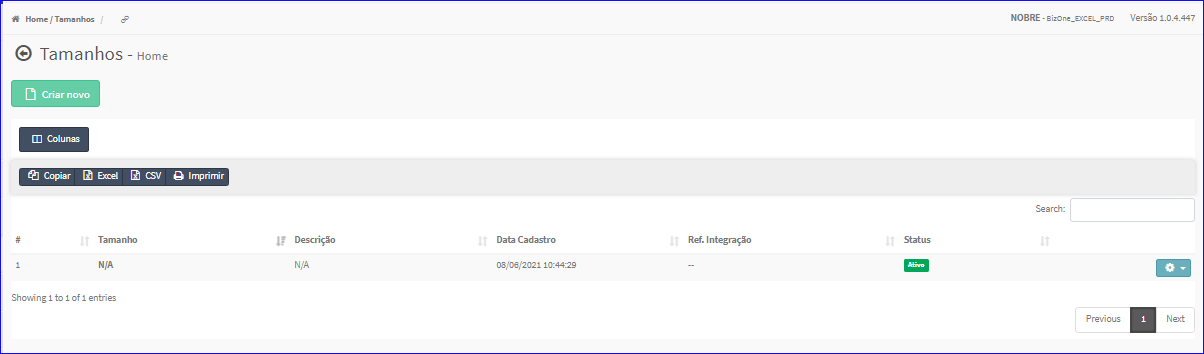 Home / Tamanhos /
NOBRE - BizOne_EXCEL_PRD Versão 1.0.4.447
Tamanhos - Home
Criar novo
Colunas
Copiar Excel CSV Imprimir
Search:
# Tamanho Descrição Data Cadastro Ref. Integração Status
1 N/A N/A 08/06/2021 10:44:29 -- Ativo
Showing 1 to 1 of 1 entries
Previous 1 Next